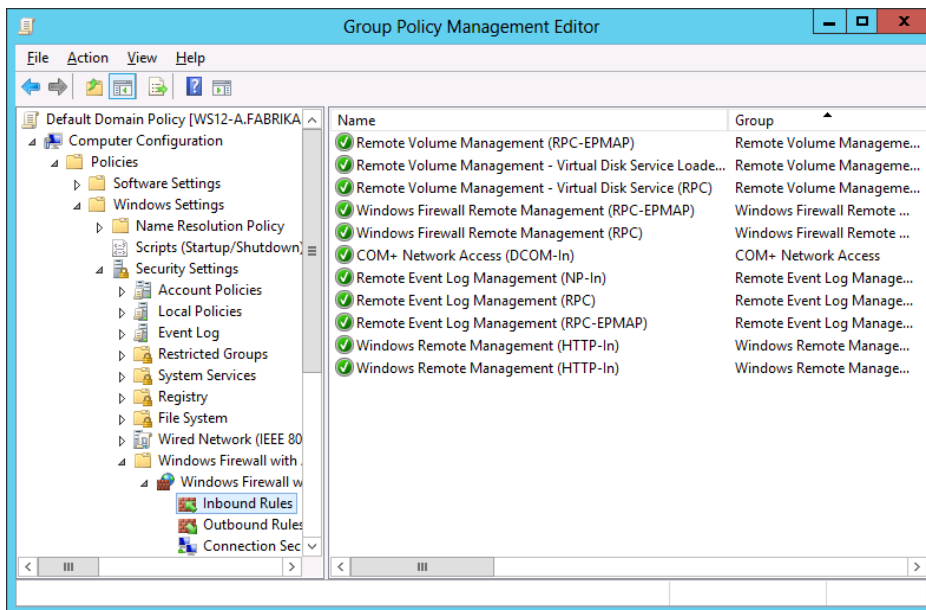 Group Policy Management Editor
File Action View Help
Default Domain Policy [WS12-A.FABRIKA
Computer Configuration
Policies
Software Settings
Windows Settings
Name Resolution Policy
Scripts (Startup/Shutdown)
Security Settings
Account Policies
Local Policies
Event Log
Restricted Groups
System Services
Registry
File System
Wired Network (IEEE 80
Windows Firewall with
Windows Firewall w
Inbound Rules
Outbound Rules
Connection Sec
Name Group
Remote Volume Management (RPC-EPMAP) Remote Volume Manageme...
Remote Volume Management - Virtual Disk Service Loade... Remote Volume Manageme...
Remote Volume Management - Virtual Disk Service (RPC) Remote Volume Manageme...
Windows Firewall Remote Management (RPC-EPMAP) Windows Firewall Remote ...
Windows Firewall Remote Management (RPC) Windows Firewall Remote ...
COM+ Network Access (DCOM-In) COM+ Network Access
Remote Event Log Management (NP-In) Remote Event Log Manage...
Remote Event Log Management (RPC) Remote Event Log Manage...
Remote Event Log Management (RPC-EPMAP) Remote Event Log Manage...
Windows Remote Management (HTTP-In) Windows Remote Manage...
Windows Remote Management (HTTP-In) Windows Remote Manage...